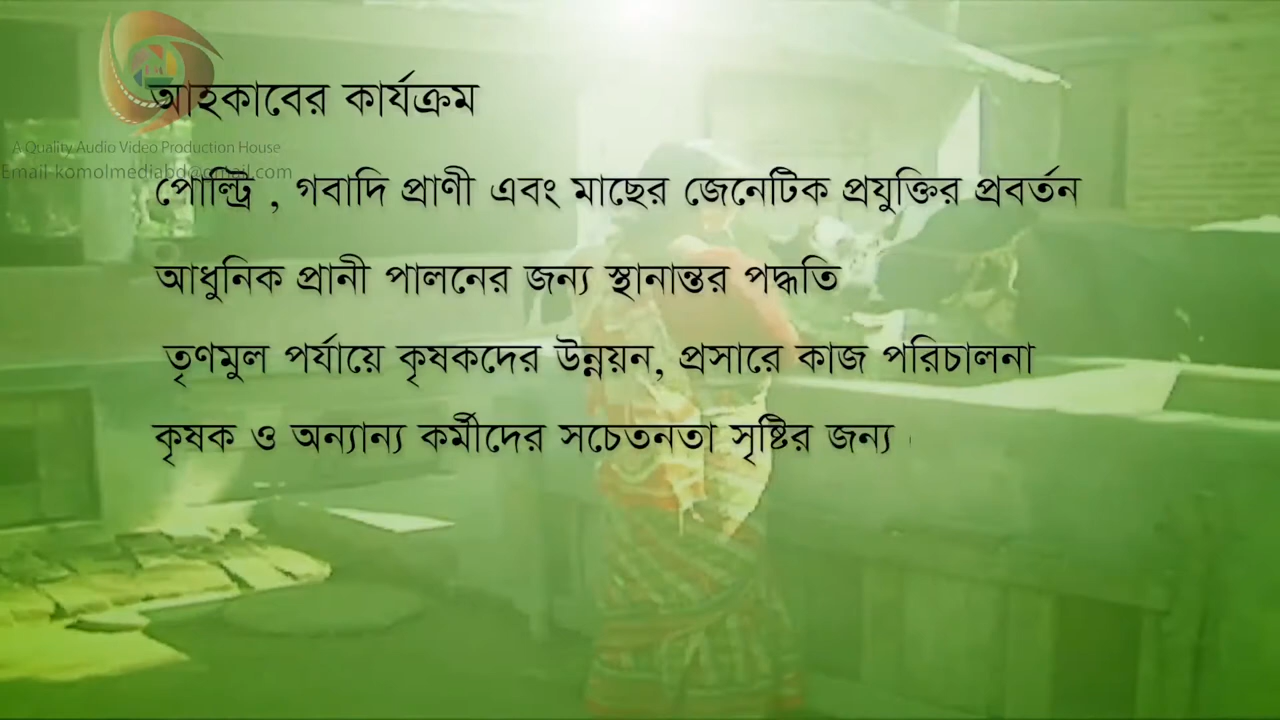 আহকাবের কার্যক্রম
A Quality Audio Video Production House
Email-komolmediabd@gmail.com
পোল্ট্রি , গবাদি প্রাণী এবং মাছের জেনেটিক প্রযুক্তির প্রবর্তন
আধুনিক প্রানী পালনের জন্য স্থানান্তর পদ্ধতি
তৃণমুল পর্যায়ে কৃষকদের উন্নয়ন, প্রসারে কাজ পরিচালনা
কৃষক ও অন্যান্য কর্মীদের সচেতনতা সৃষ্টির জন্য